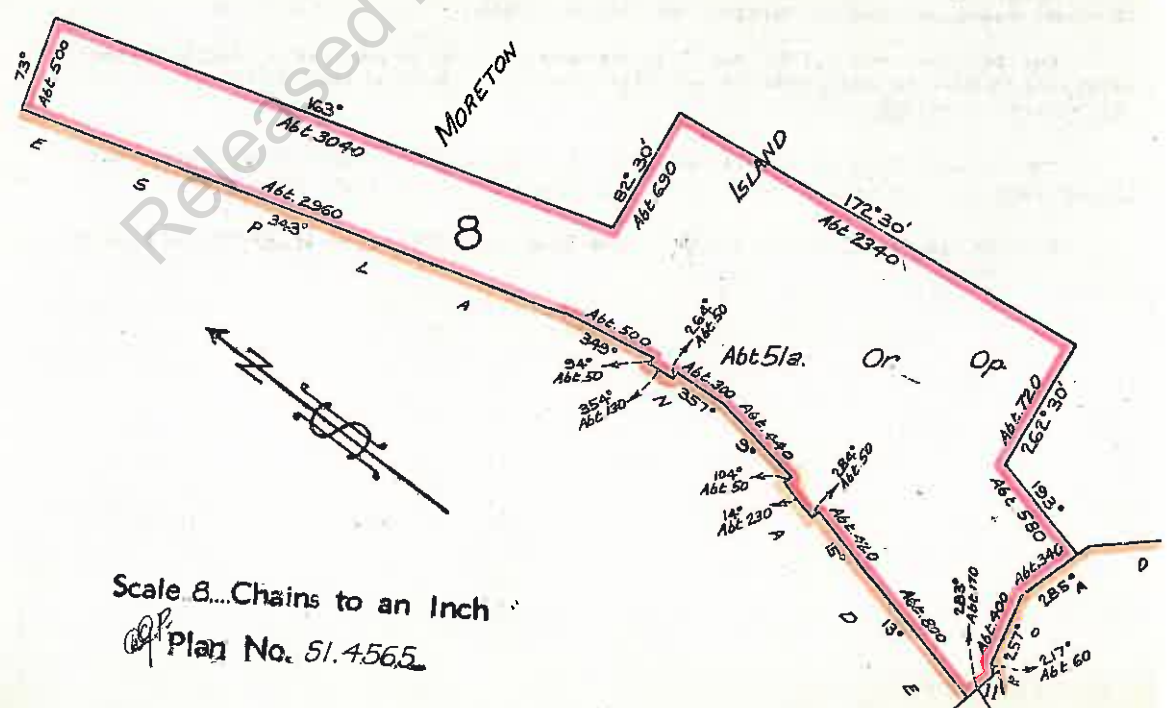 Released
MORETON
ISLAND
73°
Abt 500
163°
Abt 3040
82° 30'
Abt 690
172° 30'
Abt 2340
Abt. 2960
343°
8
ESPLANADE
Abt. 500
349°
94°
Abt 50
354°
Abt 130
264°
Abt 50
Abt. 300
357°
Abt 51a. Or Op
Abt. 440
9°
104°
Abt 50
14°
Abt 230
284°
Abt 50
Abt. 520
15°
Abt. 800
13°
Abt. 720
262° 30'
193°
Abt 580
Abt. 340
285°
283°
Abt 170
Abt. 400
257°
217°
Abt 60
ROAD
Scale 8 Chains to an Inch
Plan No. Sl. 4565